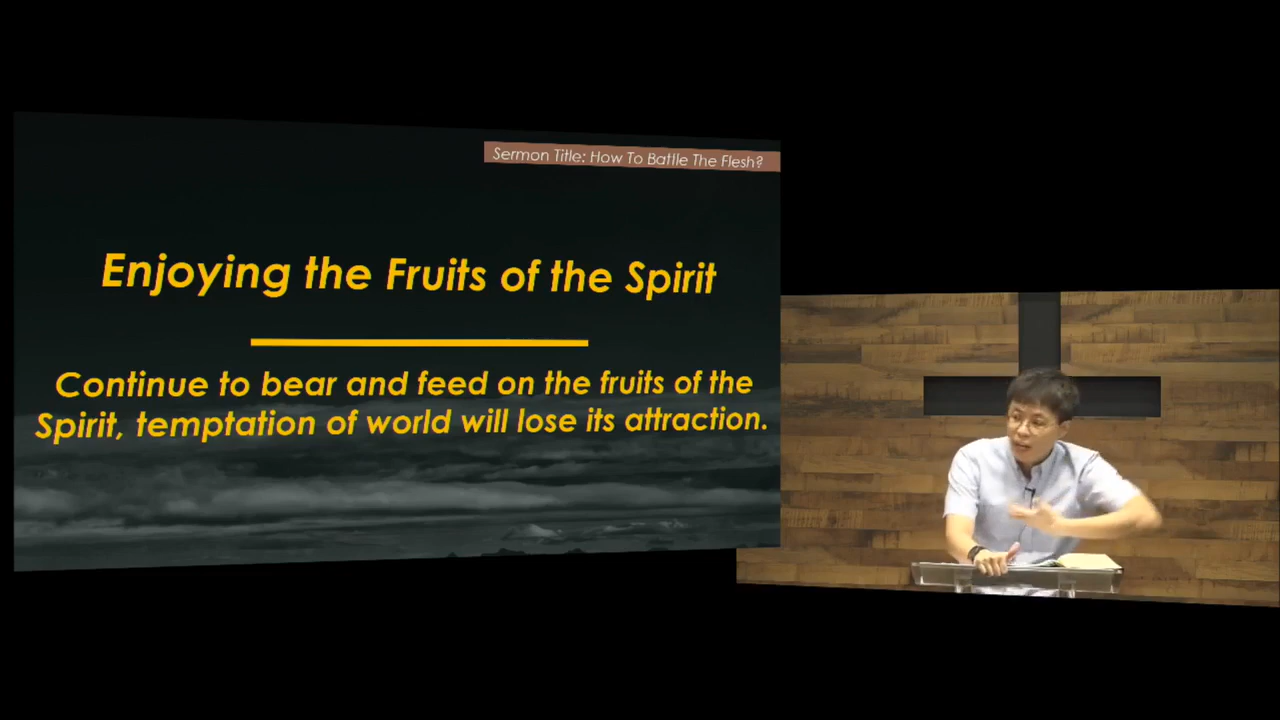 Sermon Title: How To Battle The Flesh?
Enjoying the Fruits of the Spirit
Continue to bear and feed on the fruits of the
Spirit, temptation of world will lose its attraction.